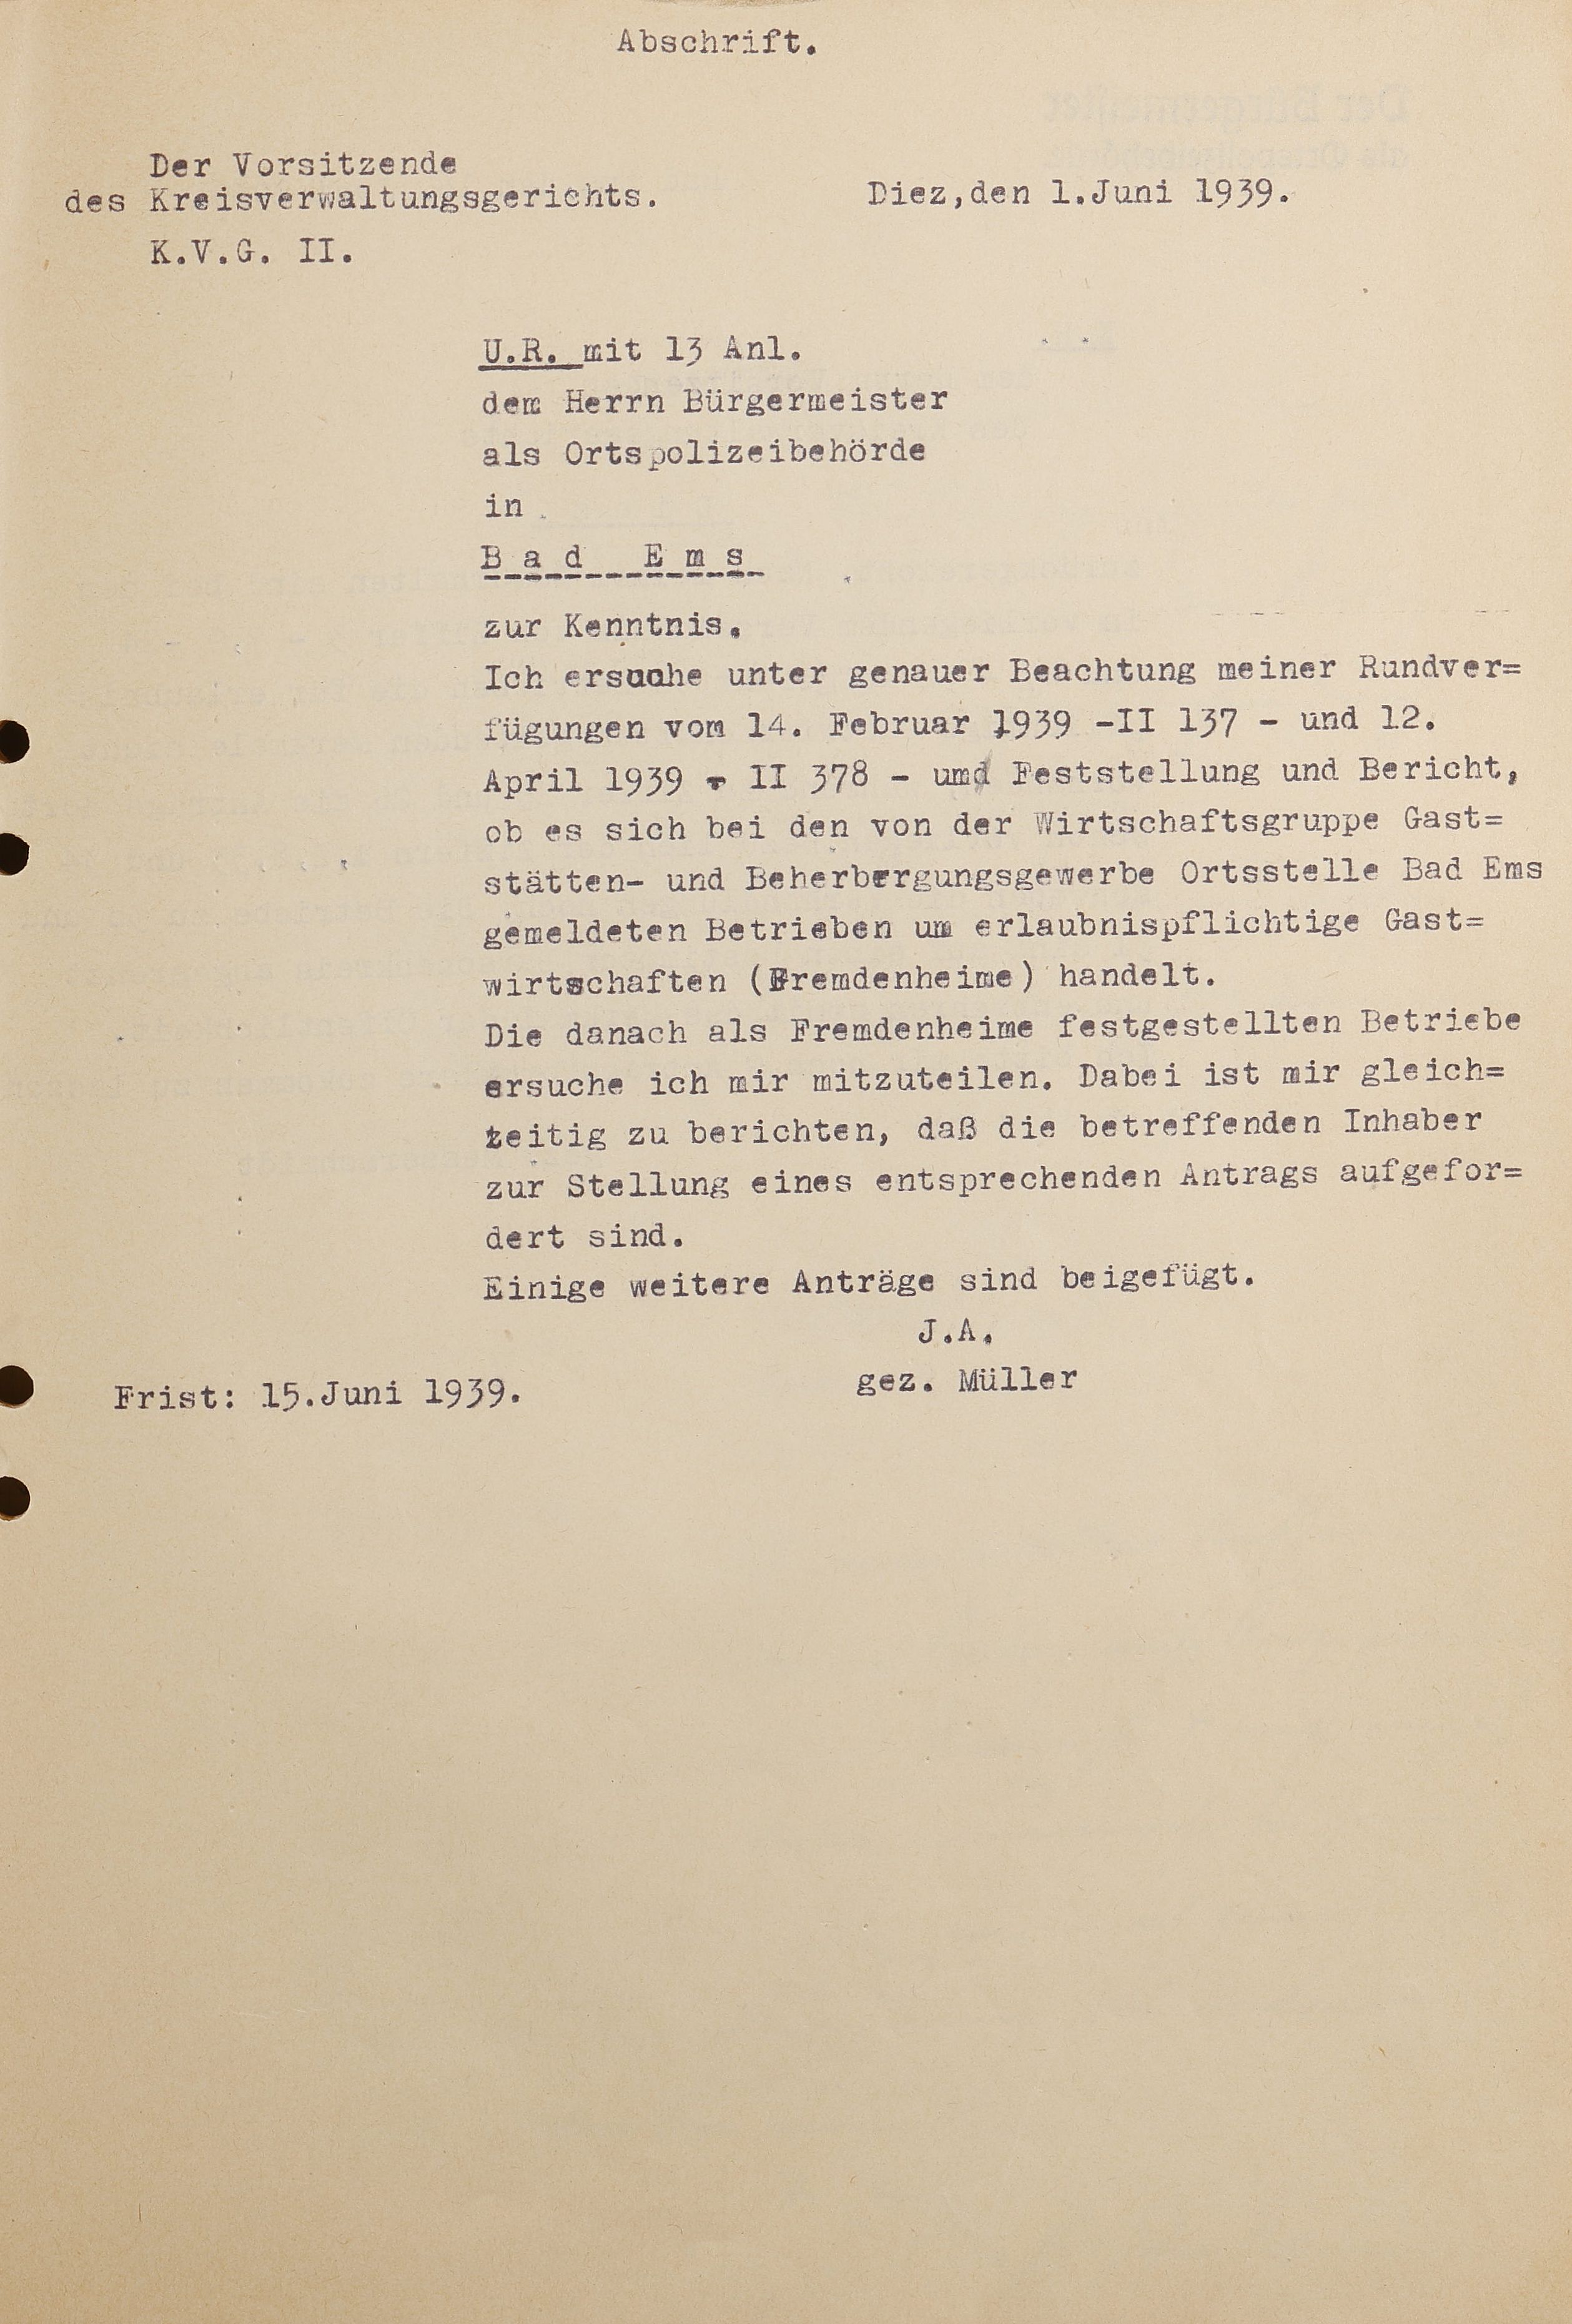 Abschrift.
Der Vorsitzende
des Kreisverwaltungsgerichts.
Diez,den 1.Juni 1939.
K.V.G. II.
U.R. mit 13 Anl.
dem Herrn Bürgermeister
als Ortspolizeibehörde
in
B a d  E m s
zur Kenntnis.
Ich ersuche unter genauer Beachtung meiner Rundver=
fügungen vom 14. Februar 1939 -II 137 - und 12.
April 1939 - II 378 - um Feststellung und Bericht,
ob es sich bei den von der Wirtschaftsgruppe Gast=
stätten- und Beherbergungsgewerbe Ortsstelle Bad Ems
gemeldeten Betrieben um erlaubnispflichtige Gast=
wirtschaften (Fremdenheime) handelt.
Die danach als Fremdenheime festgestellten Betriebe
ersuche ich mir mitzuteilen. Dabei ist mir gleich=
zeitig zu berichten, daß die betreffenden Inhaber
zur Stellung eines entsprechenden Antrags aufgefor=
dert sind.
Einige weitere Anträge sind beigefügt.
J.A.
gez. Müller
Frist: 15.Juni 1939.